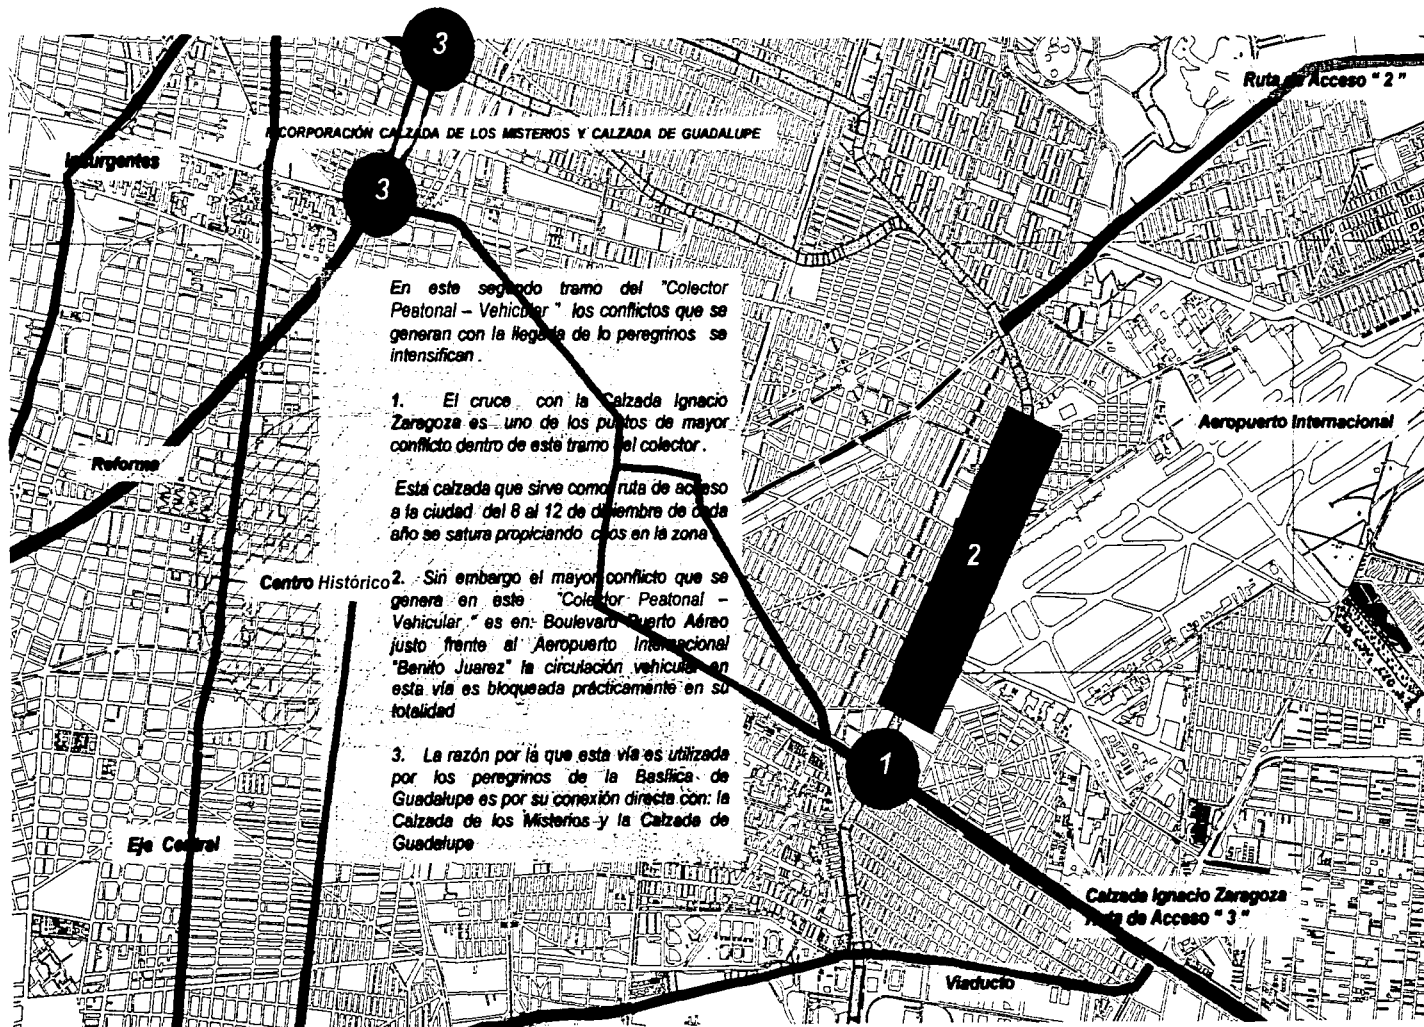 3
Ruta de Acceso " 2 "
INCORPORACIÓN CALZADA DE LOS MISTERIOS Y CALZADA DE GUADALUPE
Insurgentes
3
En este segundo tramo del "Colector
Peatonal – Vehicular " los conflictos que se
generan con la llegada de lo peregrinos se
intensifican .
1. El cruce con la Calzada Ignacio
Zaragoza es uno de los puntos de mayor
conflicto dentro de este tramo del colector .
Esta calzada que sirve como ruta de acceso
a la ciudad del 8 al 12 de diciembre de cada
año se satura propiciando caos en la zona
2. Sin embargo el mayor conflicto que se
genera en este "Colector Peatonal –
Vehicular " es en: Boulevard Puerto Aéreo
justo frente al Aeropuerto Internacional
"Benito Juarez" la circulación vehicular en
esta vía es bloqueada prácticamente en su
totalidad
3. La razón por la que esta vía es utilizada
por los peregrinos de la Basílica de
Guadalupe es por su conexión directa con: la
Calzada de los Misterios y la Calzada de
Guadalupe
Aeropuerto Internacional
Reforma
2
Centro Histórico
1
Eje Central
Calzada Ignacio Zaragoza
Ruta de Acceso " 3 "
Viaducto